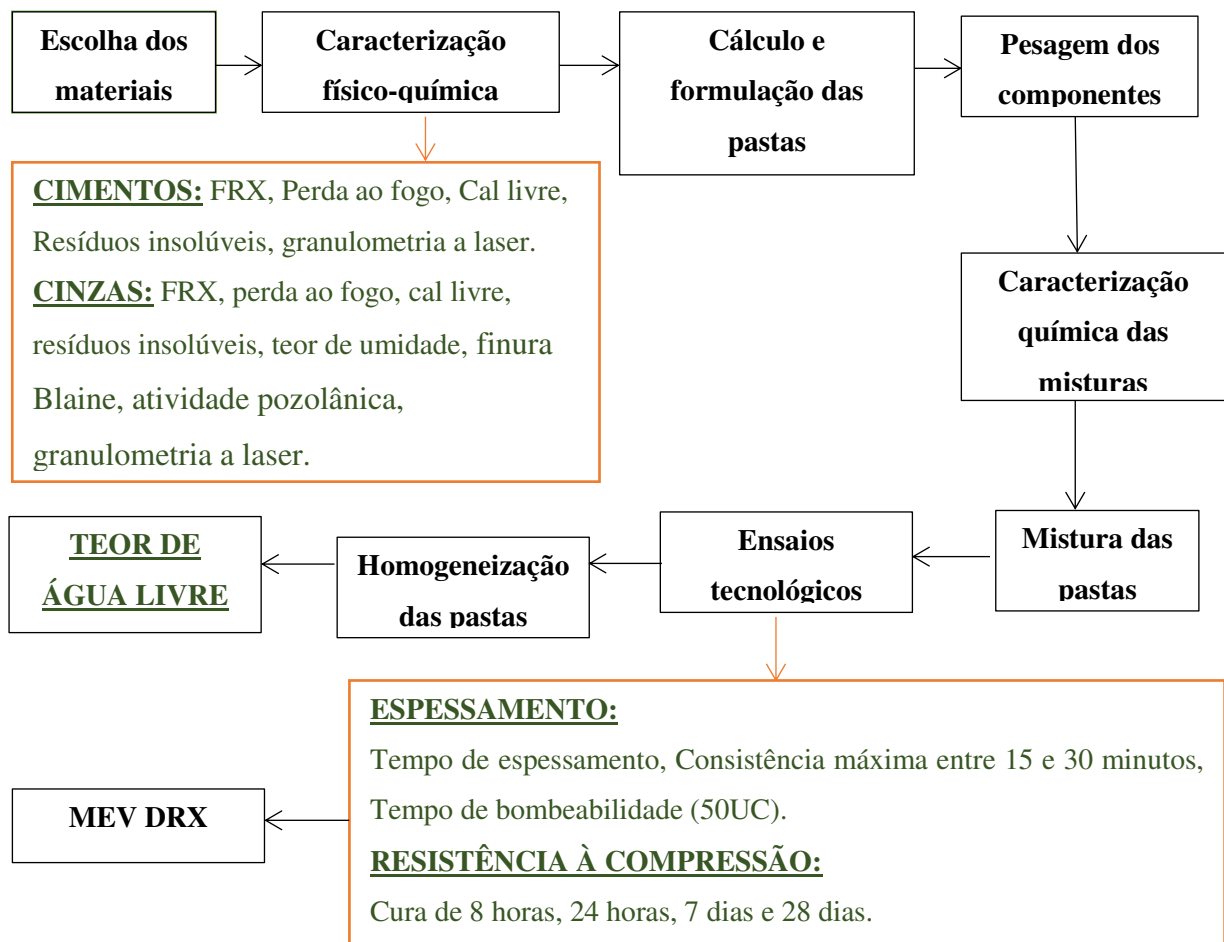 Escolha dos
materiais
Caracterização
físico-química
Cálculo e
formulação das
pastas
Pesagem dos
componentes
CIMENTOS: FRX, Perda ao fogo, Cal livre,
Resíduos insolúveis, granulometria a laser.
CINZAS: FRX, perda ao fogo, cal livre,
resíduos insolúveis, teor de umidade, finura
Blaine, atividade pozolânica,
granulometria a laser.
Caracterização
química das
misturas
Mistura das
pastas
Ensaios
tecnológicos
Homogeneização
das pastas
TEOR DE
ÁGUA LIVRE
ESPESSAMENTO:
Tempo de espessamento, Consistência máxima entre 15 e 30 minutos,
Tempo de bombeabilidade (50UC).
RESISTÊNCIA À COMPRESSÃO:
Cura de 8 horas, 24 horas, 7 dias e 28 dias.
MEV DRX